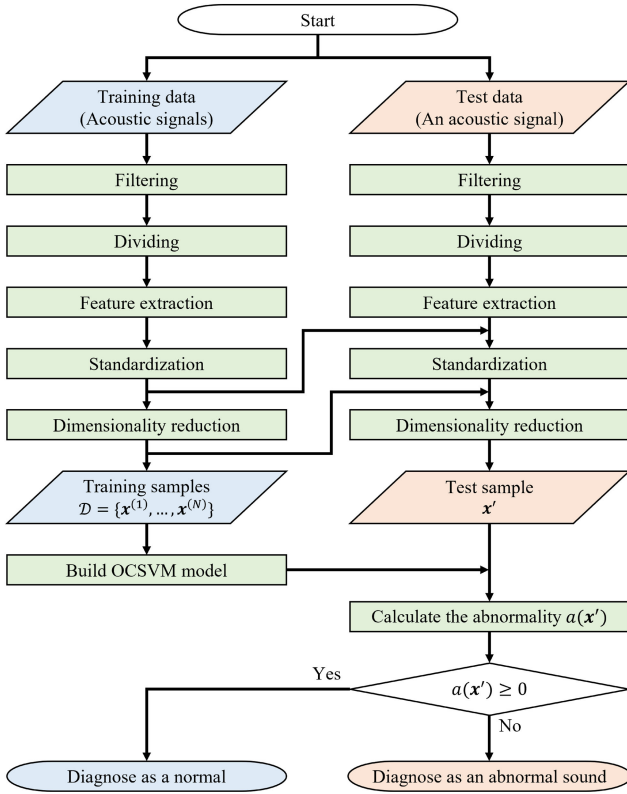 Start
Training data
(Acoustic signals)
Test data
(An acoustic signal)
Filtering
Filtering
Dividing
Dividing
Feature extraction
Feature extraction
Standardization
Standardization
Dimensionality reduction
Dimensionality reduction
Training samples
𝒟 = {𝒙⁽¹⁾, …, 𝒙⁽ᴺ⁾}
Test sample
𝒙′
Build OCSVM model
Calculate the abnormality 𝑎(𝒙′)
Yes
𝑎(𝒙′) ≥ 0
No
Diagnose as a normal
Diagnose as an abnormal sound